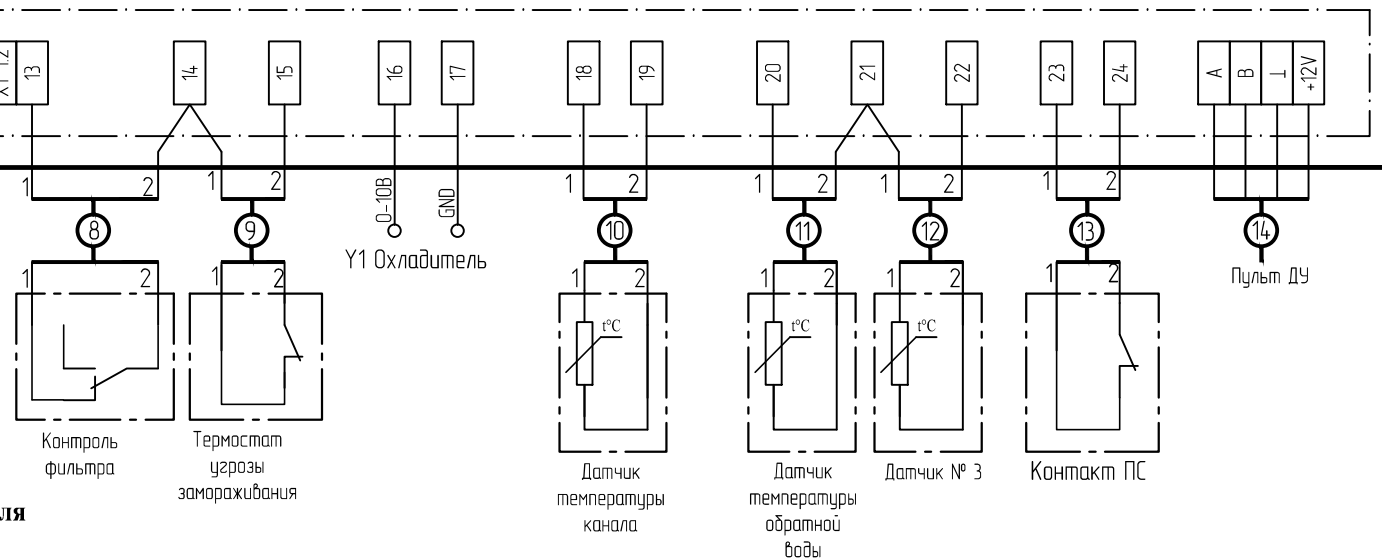 13
14
15
16
17
18
19
20
21
22
23
24
A
B
⊥
+12V
1
2
1
2
0-10В
GND
1
2
1
2
1
2
1
2
8
9
10
11
12
13
14
Y1 Охладитель
Пульт ДУ
1
2
1
2
1
2
1
2
1
2
1
2
t°C
t°C
t°C
Контроль
фильтра
Термостат
угрозы
замораживания
Датчик
температуры
канала
Датчик
температуры
обратной
воды
Датчик № 3
Контакт ПС
ля